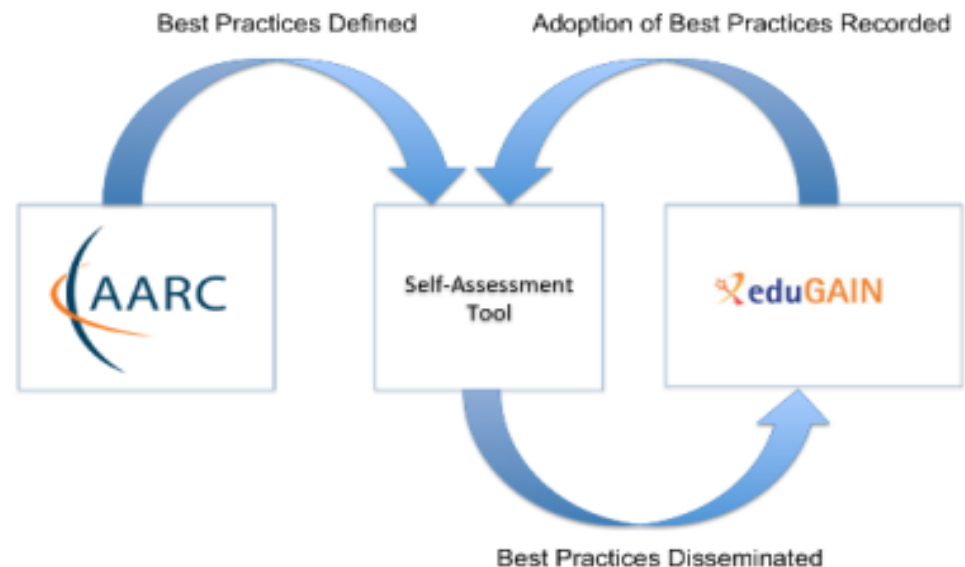 Best Practices Defined
Adoption of Best Practices Recorded
AARC
Self-Assessment
Tool
eduGAIN
Best Practices Disseminated